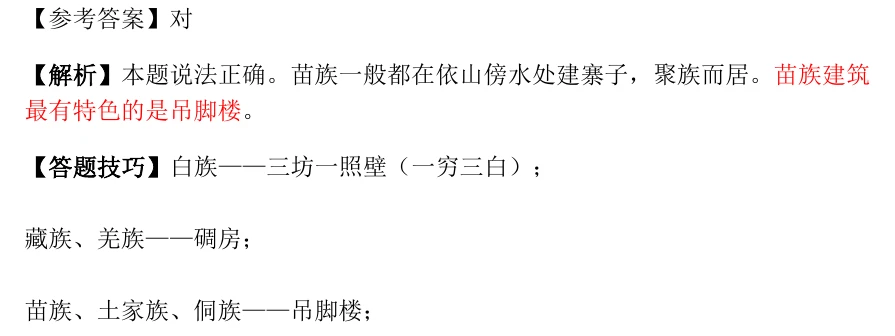 【参考答案】对
【解析】本题说法正确。苗族一般都在依山傍水处建寨子，聚族而居。苗族建筑
最有特色的是吊脚楼。
【答题技巧】白族——三坊一照壁（一穷三白）；
藏族、羌族——碉房；
苗族、土家族、侗族——吊脚楼；